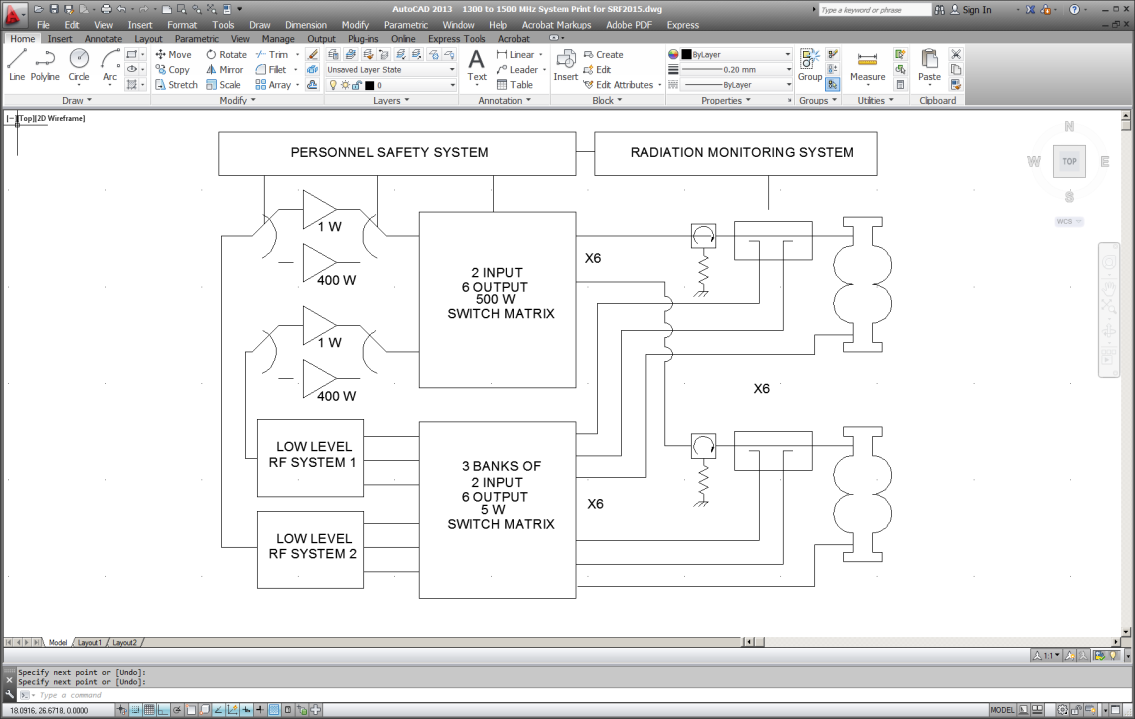 AutoCAD 2013 1300 to 1500 MHz System Print for SRF2015.dwg
Type a keyword or phrase
Sign In
File Edit View Insert Format Tools Draw Dimension Modify Parametric Window Help Acrobat Markups Adobe PDF Express
Home Insert Annotate Layout Parametric View Manage Output Plug-ins Online Express Tools Acrobat
Line Polyline Circle Arc
Move Rotate Trim
Copy Mirror Fillet
Stretch Scale Array
Unsaved Layer State
0
Text
Linear
Leader
Table
Insert
Create
Edit
Edit Attributes
ByLayer
0.20 mm
ByLayer
Group
Measure
Paste
Draw Modify Layers Annotation Block Properties Groups Utilities Clipboard
[−][Top][2D Wireframe]
PERSONNEL SAFETY SYSTEM
RADIATION MONITORING SYSTEM
N
W TOP E
S
WCS
1 W
400 W
2 INPUT
6 OUTPUT
500 W
SWITCH MATRIX
X6
1 W
400 W
X6
LOW LEVEL
RF SYSTEM 1
3 BANKS OF
2 INPUT
6 OUTPUT
5 W
SWITCH MATRIX
X6
LOW LEVEL
RF SYSTEM 2
Model Layout1 Layout2
1:1
Specify next point or [Undo]:
Specify next point or [Undo]:
Type a command
18.0916, 26.6718, 0.0000
MODEL